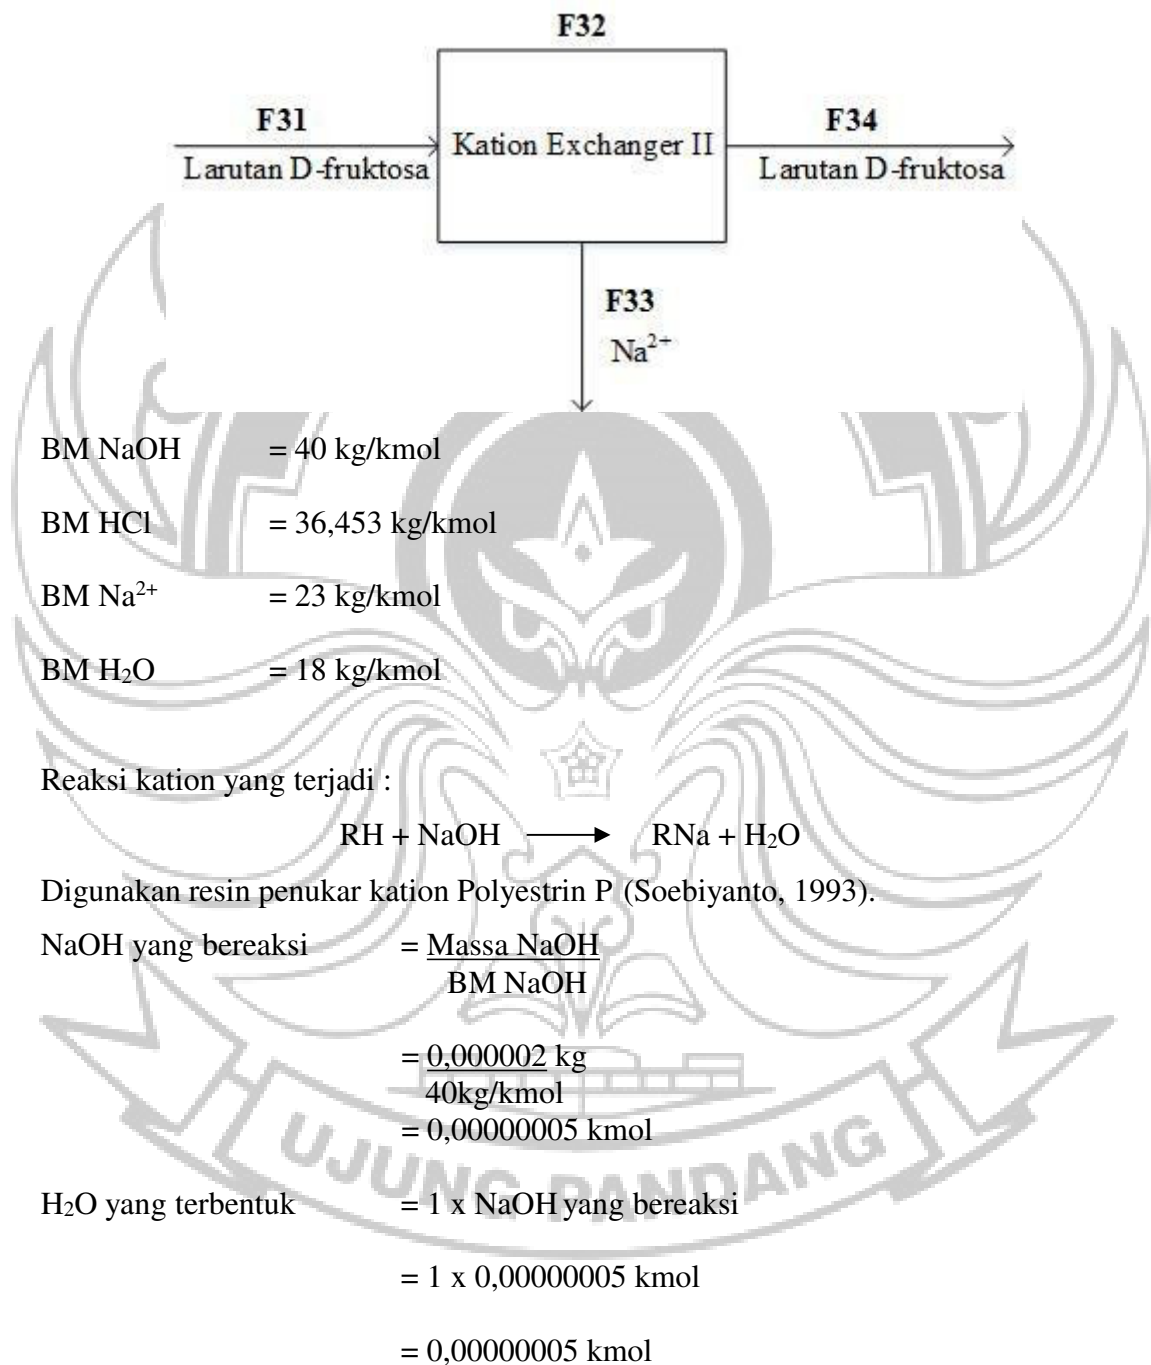 F32
F31
Larutan D-fruktosa
Kation Exchanger II
F34
Larutan D-fruktosa
F33
Na²⁺
BM NaOH = 40 kg/kmol
BM HCl = 36,453 kg/kmol
BM Na²⁺ = 23 kg/kmol
BM H₂O = 18 kg/kmol
Reaksi kation yang terjadi :
RH + NaOH → RNa + H₂O
Digunakan resin penukar kation Polyestrin P (Soebiyanto, 1993).
NaOH yang bereaksi = Massa NaOH
BM NaOH
= 0,000002 kg
40kg/kmol
= 0,00000005 kmol
UJUNG PANDANG
H₂O yang terbentuk = 1 x NaOH yang bereaksi
= 1 x 0,00000005 kmol
= 0,00000005 kmol